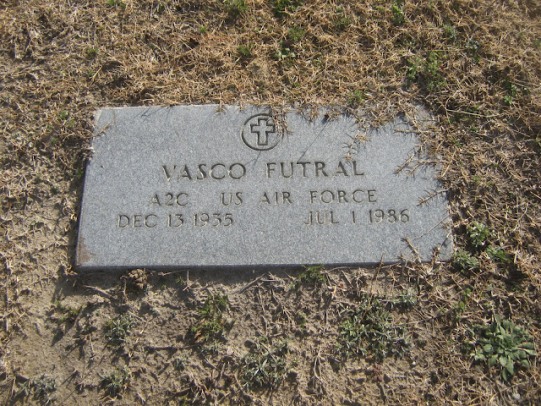 VASCO FUTRAL
A2C US AIR FORCE
DEC 13 1935 JUL 1 1986